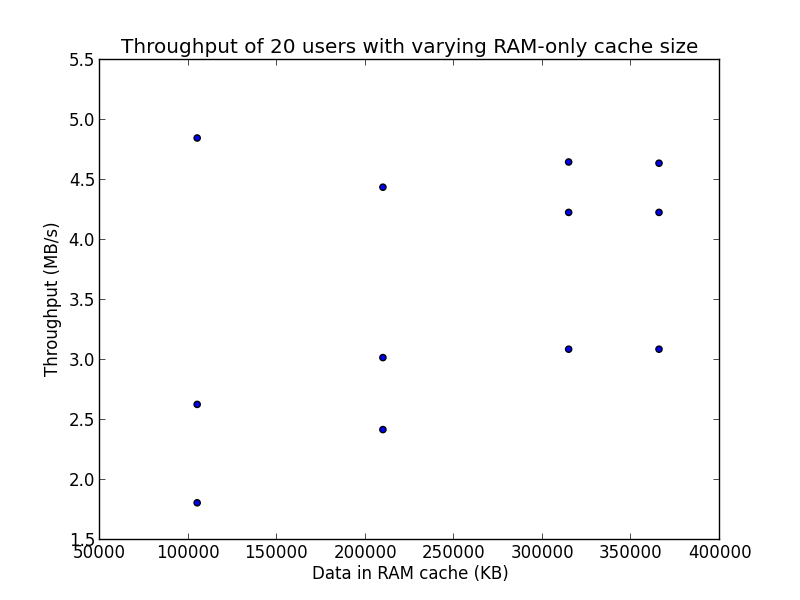 Throughput of 20 users with varying RAM-only cache size
5.5
5.0
4.5
4.0
3.5
3.0
2.5
2.0
1.5
Throughput (MB/s)
50000 100000 150000 200000 250000 300000 350000 400000
Data in RAM cache (KB)